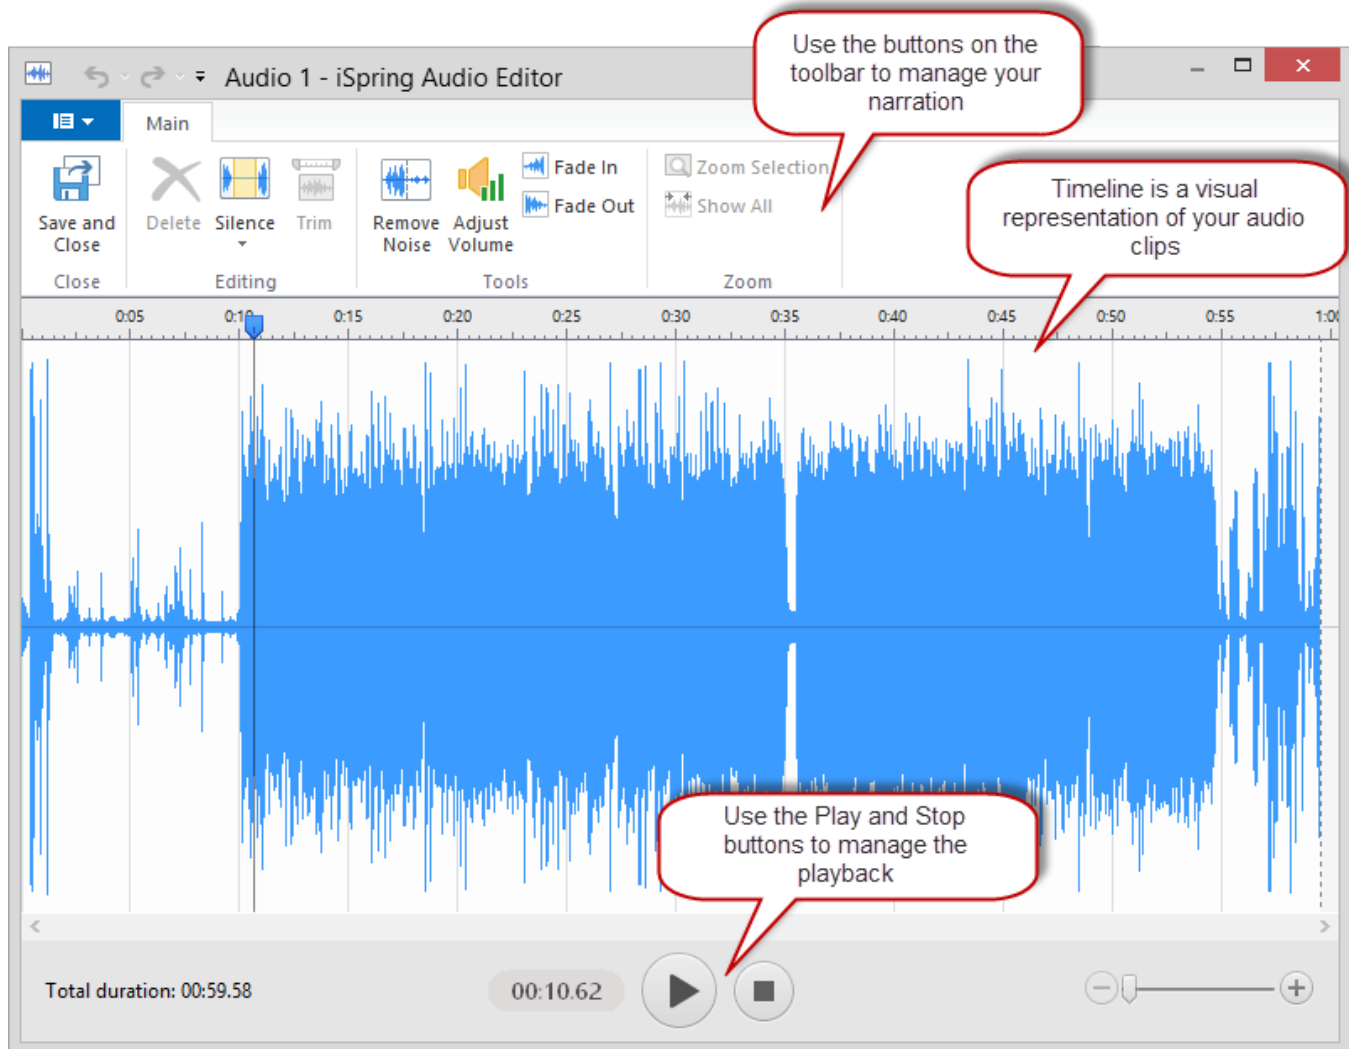 Audio 1 - iSpring Audio Editor
Use the buttons on the
toolbar to manage your
narration
Main
Save and
Close
Delete
Silence
Trim
Remove
Noise
Adjust
Volume
Fade In
Fade Out
Zoom Selection
Show All
Close
Editing
Tools
Zoom
Timeline is a visual
representation of your audio
clips
0:05 0:10 0:15 0:20 0:25 0:30 0:35 0:40 0:45 0:50 0:55 1:00
Use the Play and Stop
buttons to manage the
playback
Total duration: 00:59.58
00:10.62